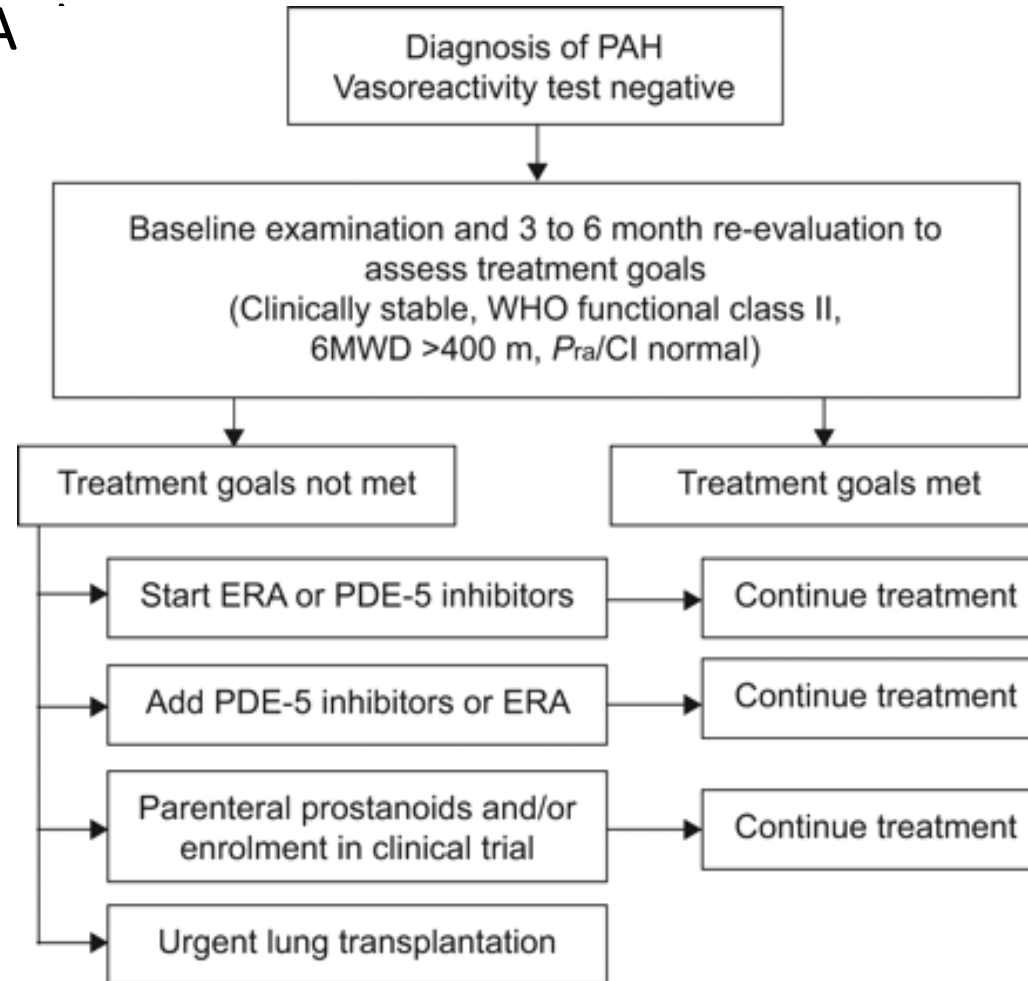 A
Diagnosis of PAH
Vasoreactivity test negative
Baseline examination and 3 to 6 month re-evaluation to
assess treatment goals
(Clinically stable, WHO functional class II,
6MWD >400 m, Pra/CI normal)
Treatment goals not met
Treatment goals met
Start ERA or PDE-5 inhibitors
Continue treatment
Add PDE-5 inhibitors or ERA
Continue treatment
Parenteral prostanoids and/or
enrolment in clinical trial
Continue treatment
Urgent lung transplantation